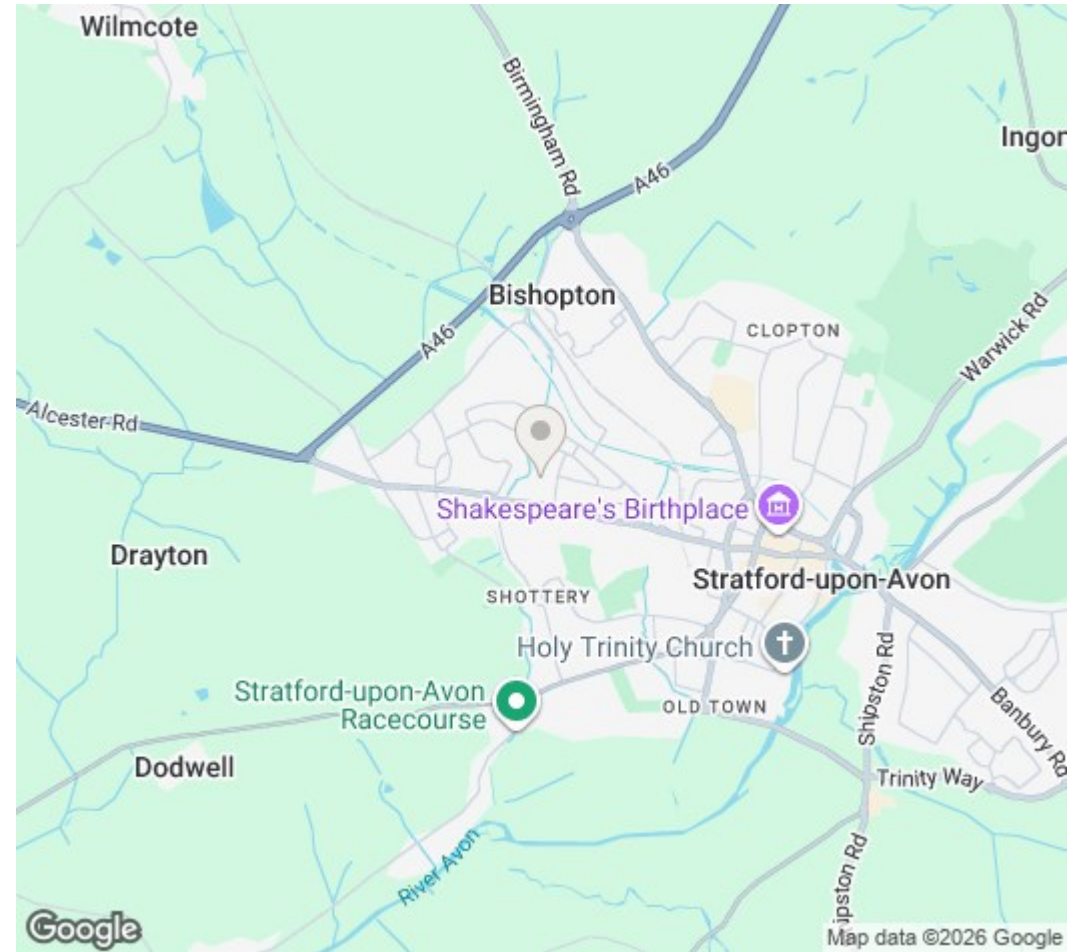 Wilmcote
Birmingham Rd
A46
Ingon
Bishopton
CLOPTON
A46
Warwick Rd
Alcester Rd
Shakespeare's Birthplace
Drayton
Stratford-upon-Avon
SHOTTERY
Holy Trinity Church
Stratford-upon-Avon
Racecourse
OLD TOWN
Shipston Rd
Banbury Rd
Dodwell
Trinity Way
River Avon
Shipston Rd
Google
Map data ©2026 Google